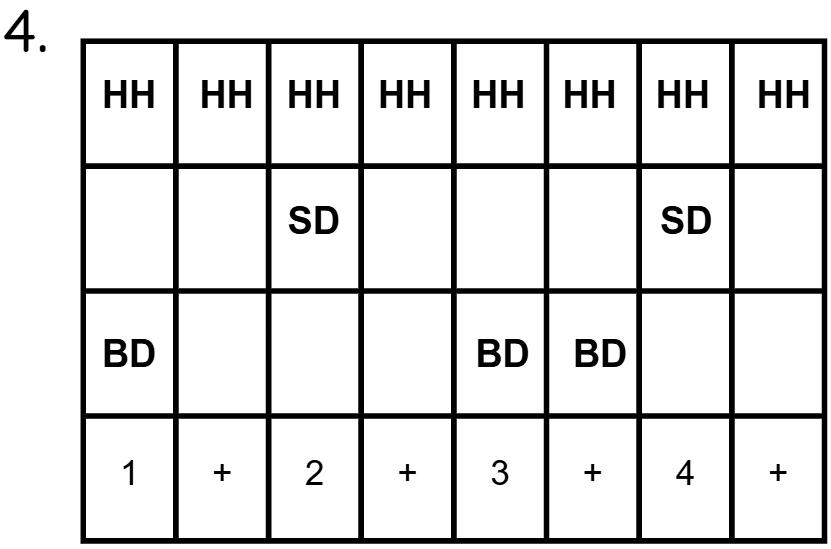 4.
HH HH HH HH HH HH HH HH
SD SD
BD BD BD
1 + 2 + 3 + 4 +